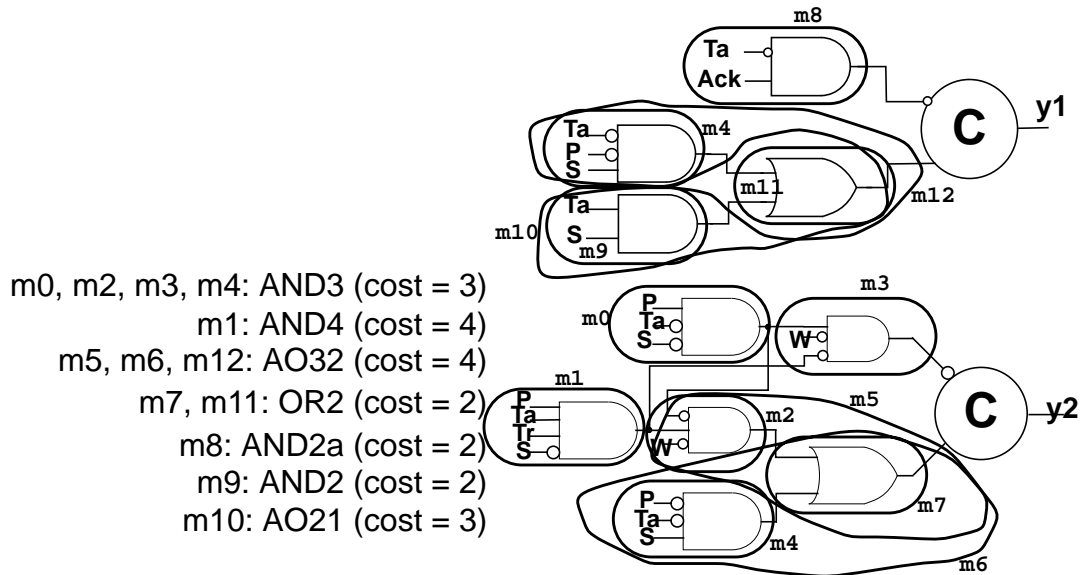 m8
Ta
Ack
C
y1
Ta
P
S
m4
m11
m12
Ta
S
m9
m10
m0, m2, m3, m4: AND3 (cost = 3)
m1: AND4 (cost = 4)
m5, m6, m12: AO32 (cost = 4)
m7, m11: OR2 (cost = 2)
m8: AND2a (cost = 2)
m9: AND2 (cost = 2)
m10: AO21 (cost = 3)
m0
P
Ta
S
m3
W
m1
P
Ta
Tr
S
W
m2
m5
C
y2
P
Ta
S
m4
m7
m6